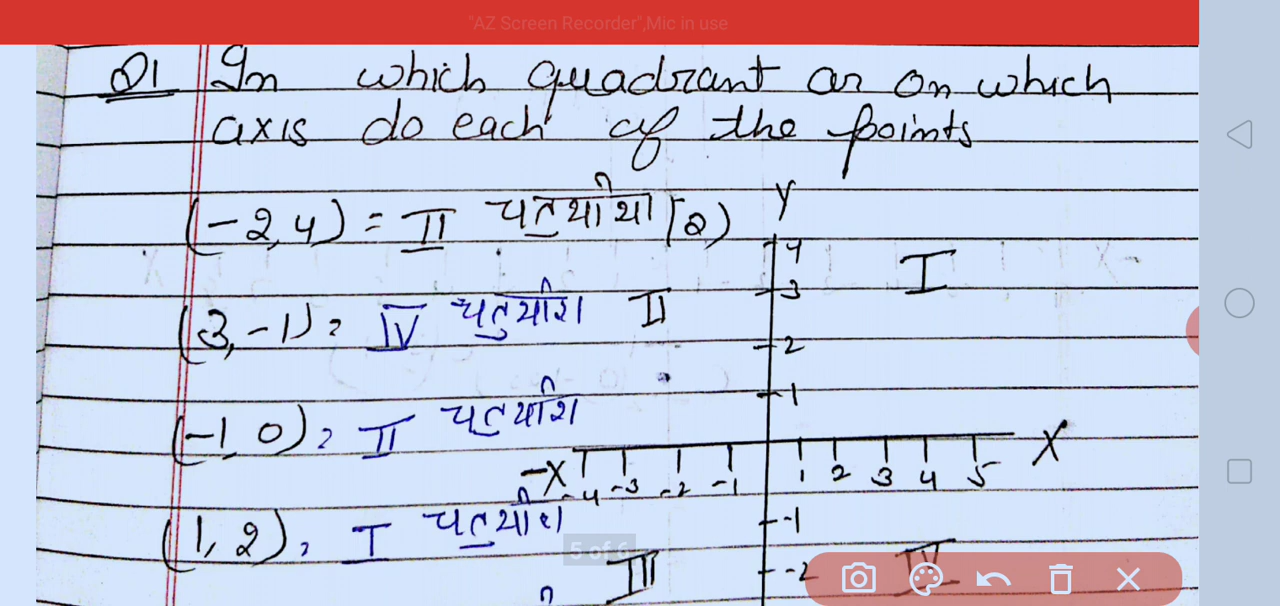 "AZ Screen Recorder",Mic in use
Q1 In which quadrant or on which
axis do each of the points
(-2,4) = II चतुर्थांश (2)
(3,-1) = IV चतुर्थांश
(-1,0) = II चतुर्थांश
(1,2) = I चतुर्थांश
Y
4
3
2
1
-X -4 -3 -2 -1 1 2 3 4 5 X
-1
-2
I
II
III
IV
5 of 6